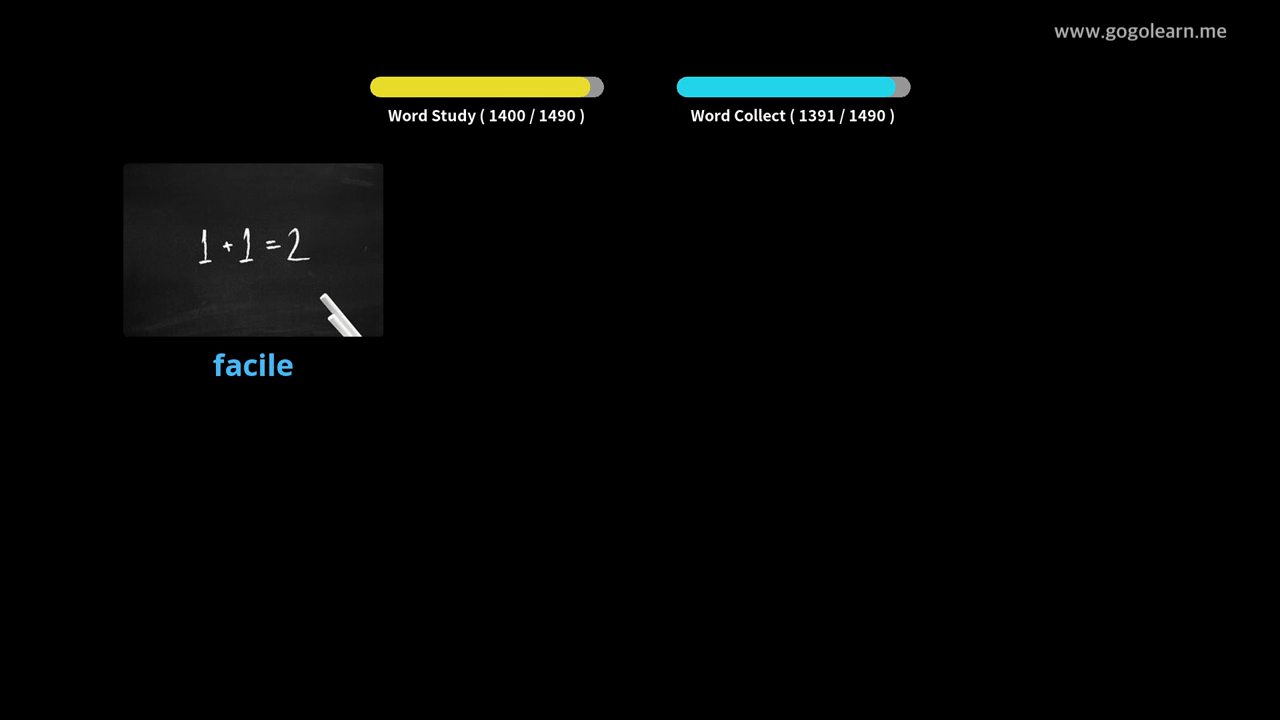 www.gogolearn.me
Word Study ( 1400 / 1490 )
Word Collect ( 1391 / 1490 )
1 + 1 = 2
facile